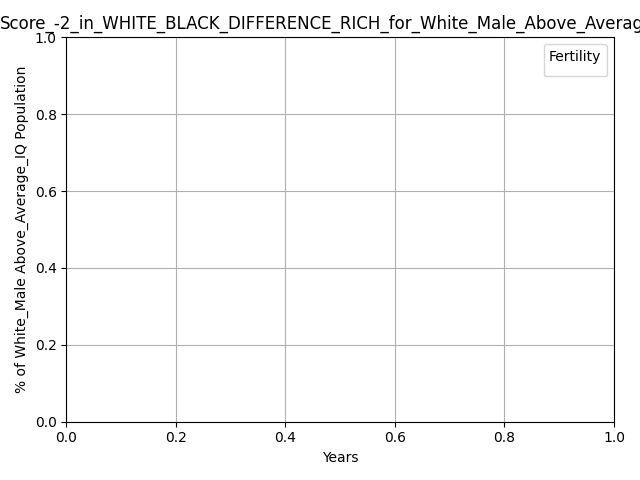 Score_-2_in_WHITE_BLACK_DIFFERENCE_RICH_for_White_Male_Above_Averag
Fertility
% of White_Male Above_Average_IQ Population
1.0
0.8
0.6
0.4
0.2
0.0
0.0 0.2 0.4 0.6 0.8 1.0
Years